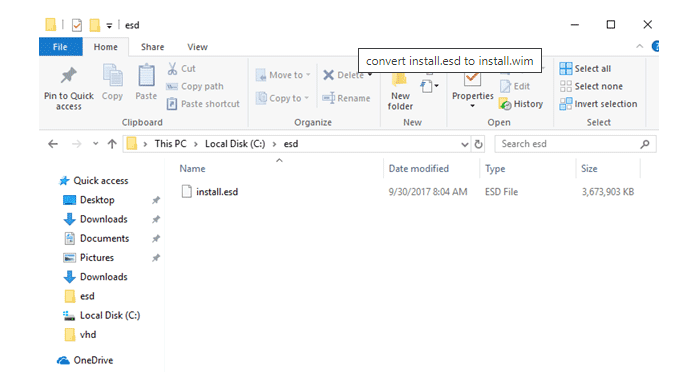 esd
File Home Share View
convert install.esd to install.wim
Pin to Quick access
Copy
Paste
Cut
Copy path
Paste shortcut
Clipboard
Move to
Copy to
Delete
Rename
Organize
New folder
New
Properties
Edit
History
Open
Select all
Select none
Invert selection
Select
This PC > Local Disk (C:) > esd
Search esd
Name Date modified Type Size
install.esd 9/30/2017 8:04 AM ESD File 3,673,903 KB
Quick access
Desktop
Downloads
Documents
Pictures
Downloads
esd
Local Disk (C:)
vhd
OneDrive